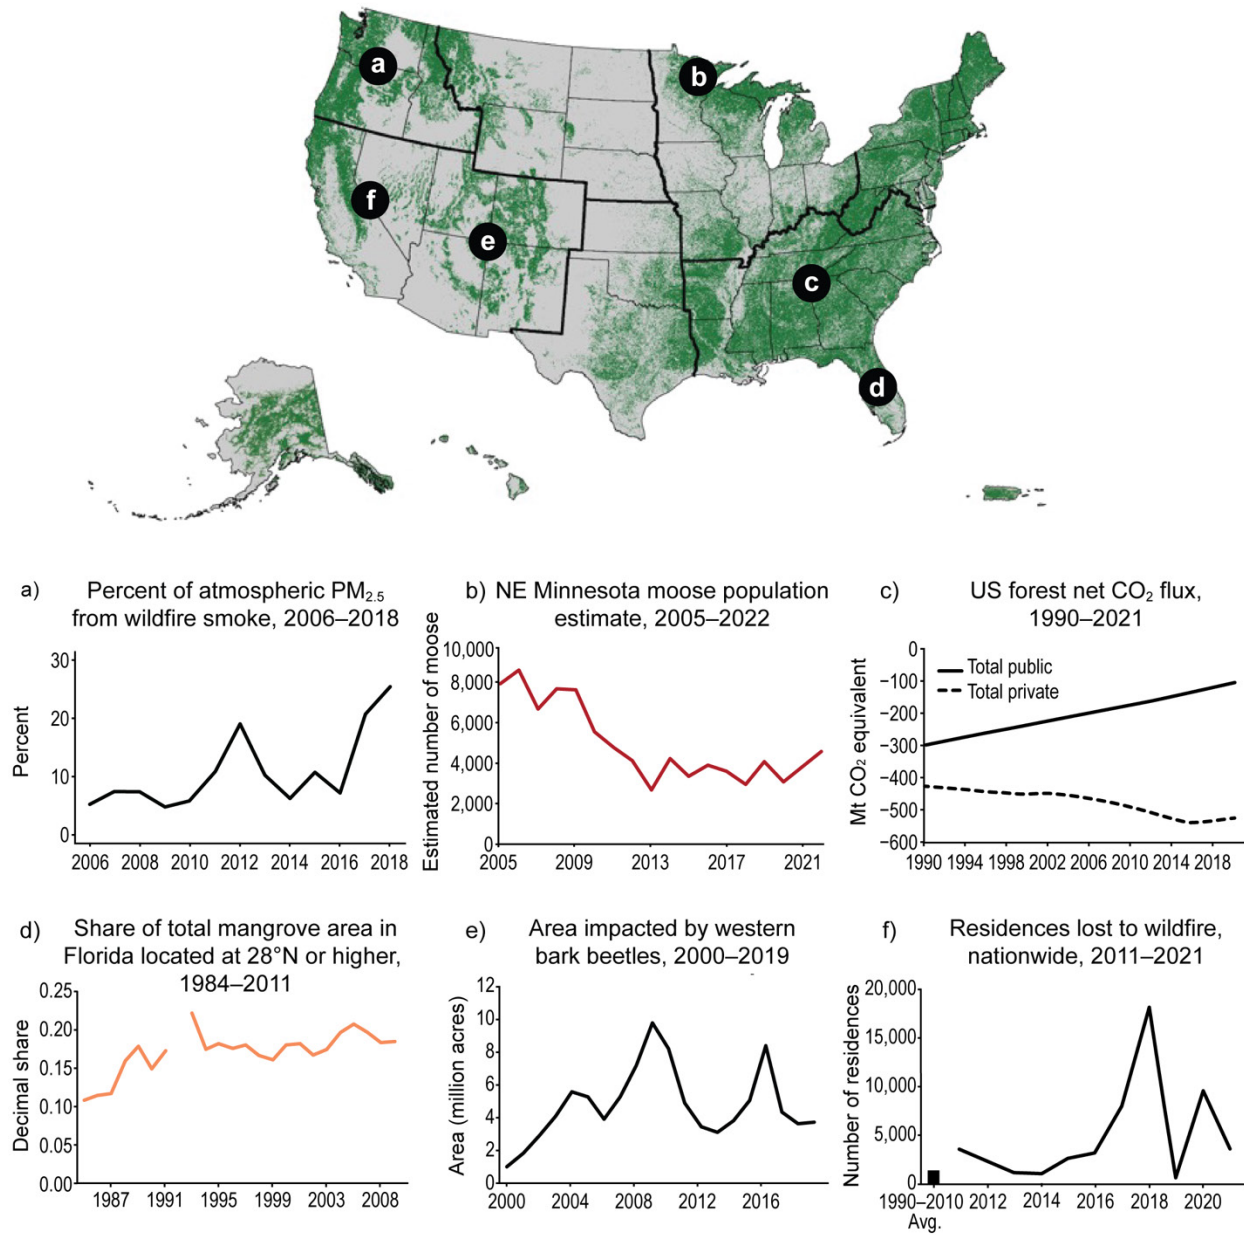 a
b
f
e
c
d
a) Percent of atmospheric PM2.5
from wildfire smoke, 2006–2018
Percent
30
20
10
0
2006 2008 2010 2012 2014 2016 2018
b) NE Minnesota moose population
estimate, 2005–2022
Estimated number of moose
10,000
8,000
6,000
4,000
2,000
0
2005 2009 2013 2017 2021
c) US forest net CO2 flux,
1990–2021
Mt CO2 equivalent
0
−100
−200
−300
−400
−500
−600
Total public
Total private
1990 1994 1998 2002 2006 2010 2014 2018
d) Share of total mangrove area in
Florida located at 28°N or higher,
1984–2011
Decimal share
0.25
0.20
0.15
0.10
0.05
0.00
1987 1991 1995 1999 2003 2008
e) Area impacted by western
bark beetles, 2000–2019
Area (million acres)
12
10
8
6
4
2
0
2000 2004 2008 2012 2016
f) Residences lost to wildfire,
nationwide, 2011–2021
Number of residences
20,000
15,000
10,000
5,000
0
1990–2010 2012 2014 2016 2018 2020
Avg.